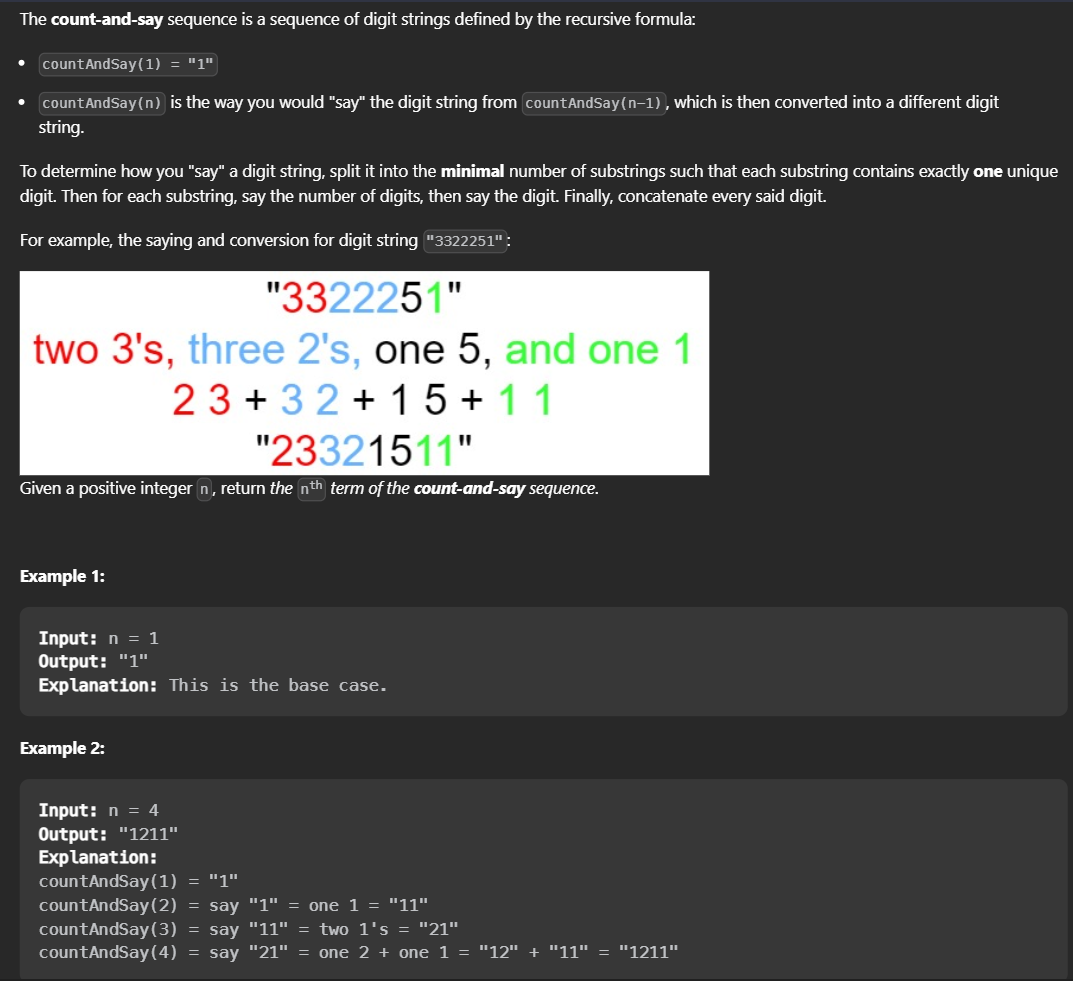 The count-and-say sequence is a sequence of digit strings defined by the recursive formula:
• countAndSay(1) = "1"
• countAndSay(n) is the way you would "say" the digit string from countAndSay(n-1), which is then converted into a different digit
string.
To determine how you "say" a digit string, split it into the minimal number of substrings such that each substring contains exactly one unique
digit. Then for each substring, say the number of digits, then say the digit. Finally, concatenate every said digit.
For example, the saying and conversion for digit string "3322251":
"3322251"
two 3's, three 2's, one 5, and one 1
2 3 + 3 2 + 1 5 + 1 1
"23321511"
Given a positive integer n, return the nth term of the count-and-say sequence.
Example 1:
Input: n = 1
Output: "1"
Explanation: This is the base case.
Example 2:
Input: n = 4
Output: "1211"
Explanation:
countAndSay(1) = "1"
countAndSay(2) = say "1" = one 1 = "11"
countAndSay(3) = say "11" = two 1's = "21"
countAndSay(4) = say "21" = one 2 + one 1 = "12" + "11" = "1211"